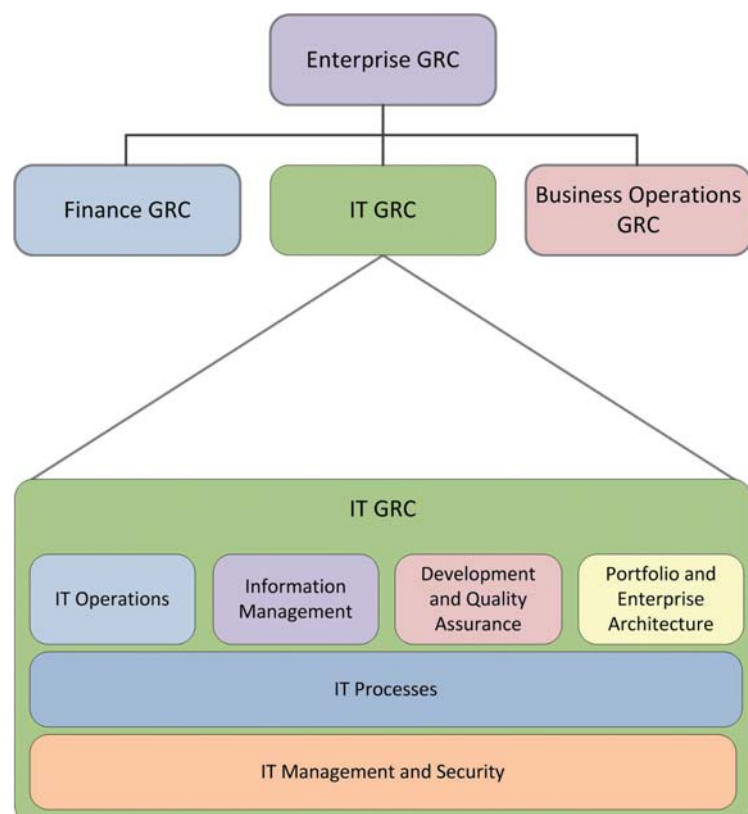 Enterprise GRC
Finance GRC
IT GRC
Business Operations
GRC
IT GRC
IT Operations
Information
Management
Development
and Quality
Assurance
Portfolio and
Enterprise
Architecture
IT Processes
IT Management and Security